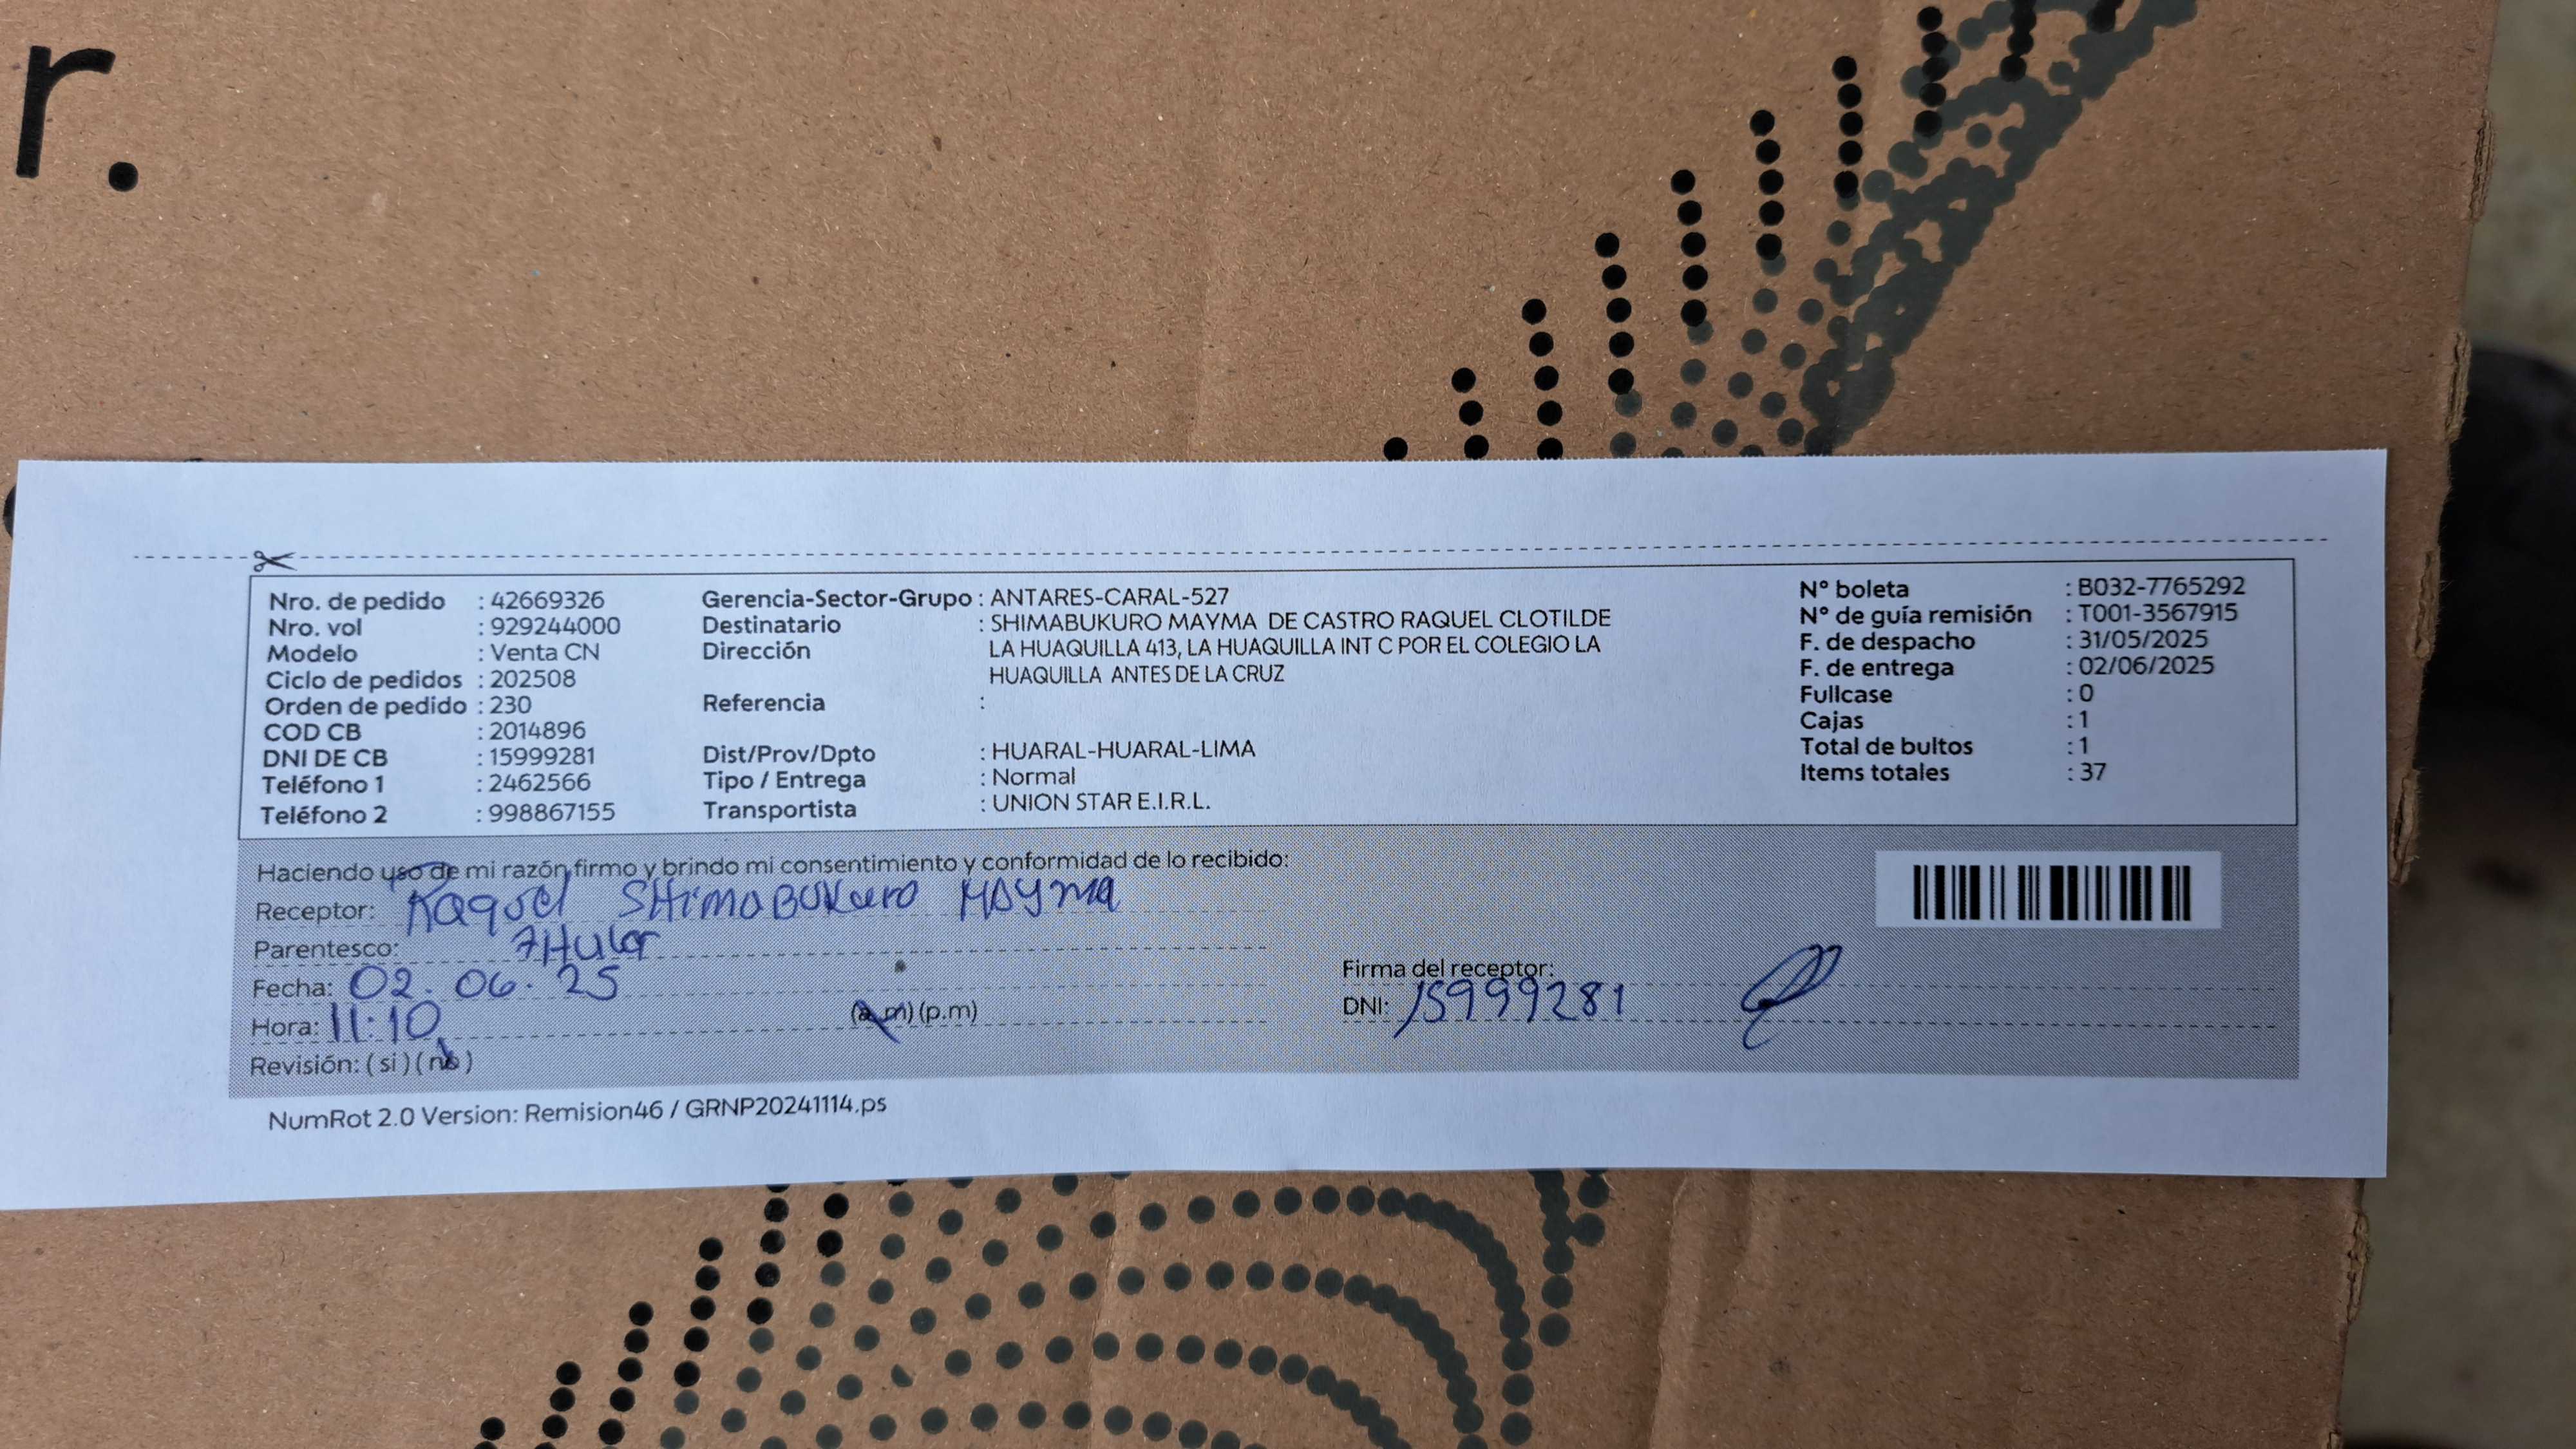 r.
Nro. de pedido : 42669326
Nro. vol : 929244000
Modelo : Venta CN
Ciclo de pedidos : 202508
Orden de pedido : 230
COD CB : 2014896
DNI DE CB : 15999281
Teléfono 1 : 2462566
Teléfono 2 : 998867155
Gerencia-Sector-Grupo : ANTARES-CARAL-527
Destinatario : SHIMABUKURO MAYMA DE CASTRO RAQUEL CLOTILDE
Dirección LA HUAQUILLA 413, LA HUAQUILLA INT C POR EL COLEGIO LA
HUAQUILLA ANTES DE LA CRUZ
Referencia :
Dist/Prov/Dpto : HUARAL-HUARAL-LIMA
Tipo / Entrega : Normal
Transportista : UNION STAR E.I.R.L.
N° boleta : B032-7765292
N° de guía remisión : T001-3567915
F. de despacho : 31/05/2025
F. de entrega : 02/06/2025
Fullcase : 0
Cajas : 1
Total de bultos : 1
Items totales : 37
Haciendo uso de mi razón firmo y brindo mi consentimiento y conformidad de lo recibido:
Receptor: Raquel SHimaBUKuro MAYma
Parentesco: THular
Fecha: 02. 06. 25
Hora: 11:10 (a.m) (p.m)
Revisión: ( si ) ( no )
Firma del receptor:
DNI: 15999281
NumRot 2.0 Version: Remision46 / GRNP20241114.ps